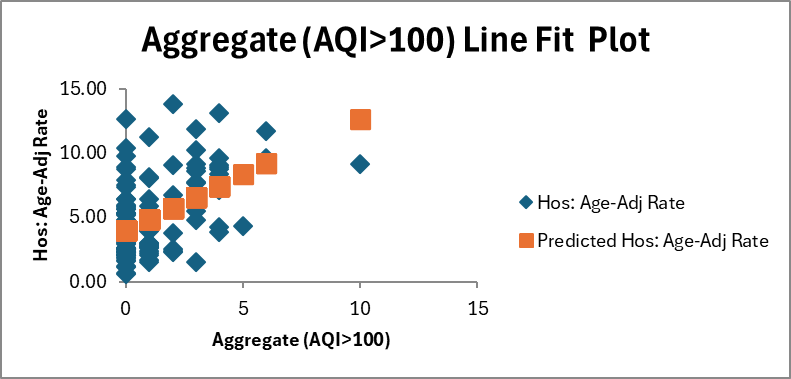 Aggregate (AQI>100) Line Fit Plot
15.00
10.00
5.00
0.00
Hos: Age-Adj Rate
0 5 10 15
Aggregate (AQI>100)
Hos: Age-Adj Rate
Predicted Hos: Age-Adj Rate